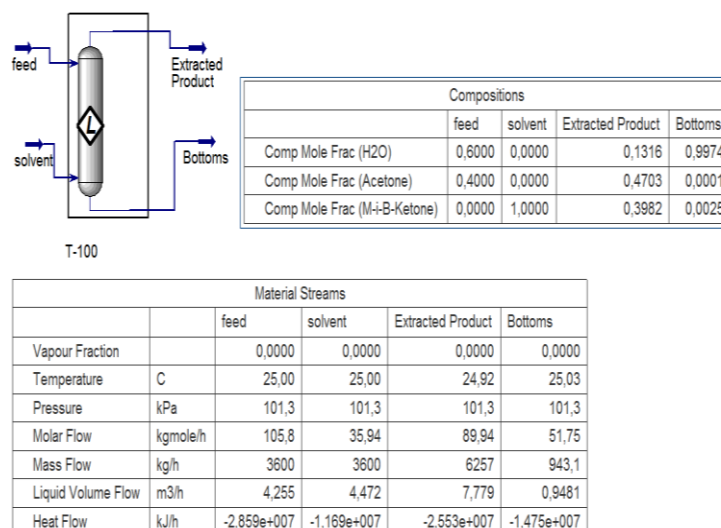 feed
Extracted
Product
L
solvent
Bottoms
T-100
Compositions
feed solvent Extracted Product Bottoms
Comp Mole Frac (H2O) 0,6000 0,0000 0,1316 0,9974
Comp Mole Frac (Acetone) 0,4000 0,0000 0,4703 0,0001
Comp Mole Frac (M-i-B-Ketone) 0,0000 1,0000 0,3982 0,0025
Material Streams
feed solvent Extracted Product Bottoms
Vapour Fraction 0,0000 0,0000 0,0000 0,0000
Temperature C 25,00 25,00 24,92 25,03
Pressure kPa 101,3 101,3 101,3 101,3
Molar Flow kgmole/h 105,8 35,94 89,94 51,75
Mass Flow kg/h 3600 3600 6257 943,1
Liquid Volume Flow m3/h 4,255 4,472 7,779 0,9481
Heat Flow kJ/h -2,859e+007 -1,169e+007 -2,553e+007 -1,475e+007